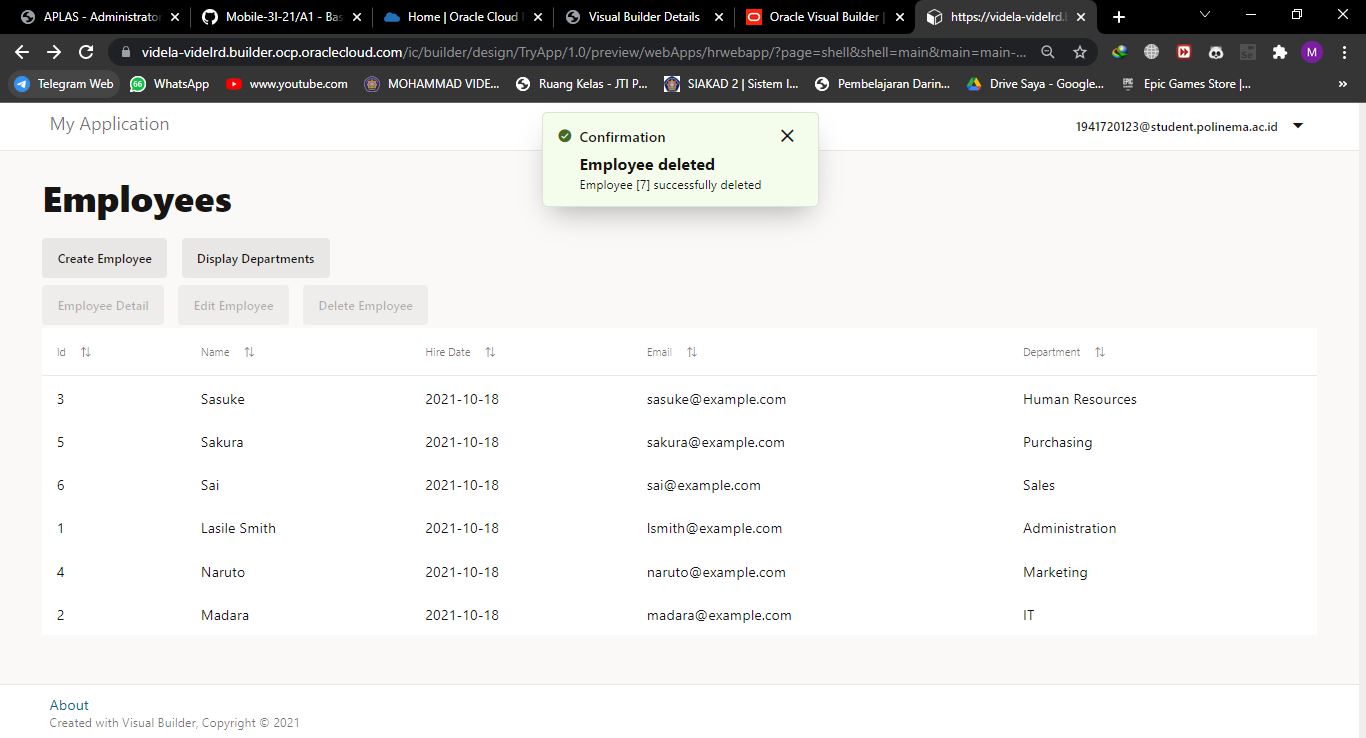 APLAS - Administrator
Mobile-3I-21/A1 - Bas
Home | Oracle Cloud
Visual Builder Details
Oracle Visual Builder |
https://videla-videlrd.
videla-videlrd.builder.ocp.oraclecloud.com/ic/builder/design/TryApp/1.0/preview/webApps/hrwebapp/?page=shell&shell=main&main=main-...
M
Telegram Web
WhatsApp
www.youtube.com
MOHAMMAD VIDE...
Ruang Kelas - JTI P...
SIAKAD 2 | Sistem I...
Pembelajaran Darin...
Drive Saya - Google...
Epic Games Store |...
My Application
1941720123@student.polinema.ac.id
Confirmation
Employee deleted
Employee [7] successfully deleted
Employees
Create Employee Display Departments
Employee Detail Edit Employee Delete Employee
Id Name Hire Date Email Department
3 Sasuke 2021-10-18 sasuke@example.com Human Resources
5 Sakura 2021-10-18 sakura@example.com Purchasing
6 Sai 2021-10-18 sai@example.com Sales
1 Lasile Smith 2021-10-18 lsmith@example.com Administration
4 Naruto 2021-10-18 naruto@example.com Marketing
2 Madara 2021-10-18 madara@example.com IT
About
Created with Visual Builder, Copyright © 2021